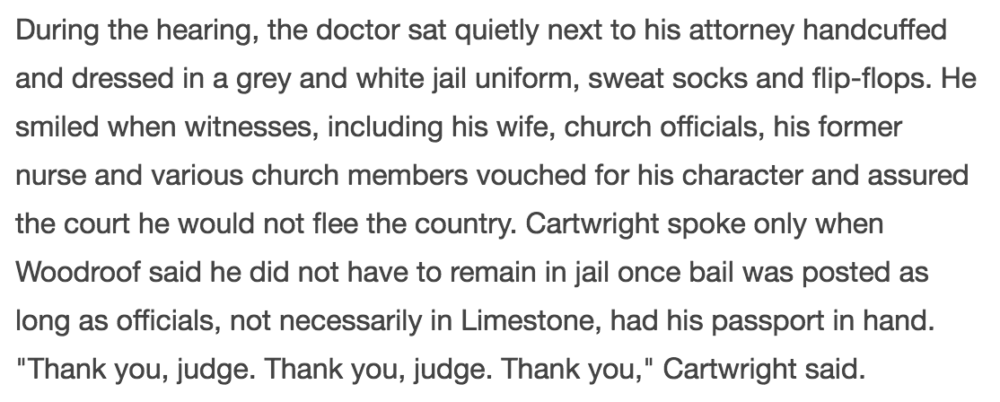 During the hearing, the doctor sat quietly next to his attorney handcuffed
and dressed in a grey and white jail uniform, sweat socks and flip-flops. He
smiled when witnesses, including his wife, church officials, his former
nurse and various church members vouched for his character and assured
the court he would not flee the country. Cartwright spoke only when
Woodroof said he did not have to remain in jail once bail was posted as
long as officials, not necessarily in Limestone, had his passport in hand.
"Thank you, judge. Thank you, judge. Thank you," Cartwright said.